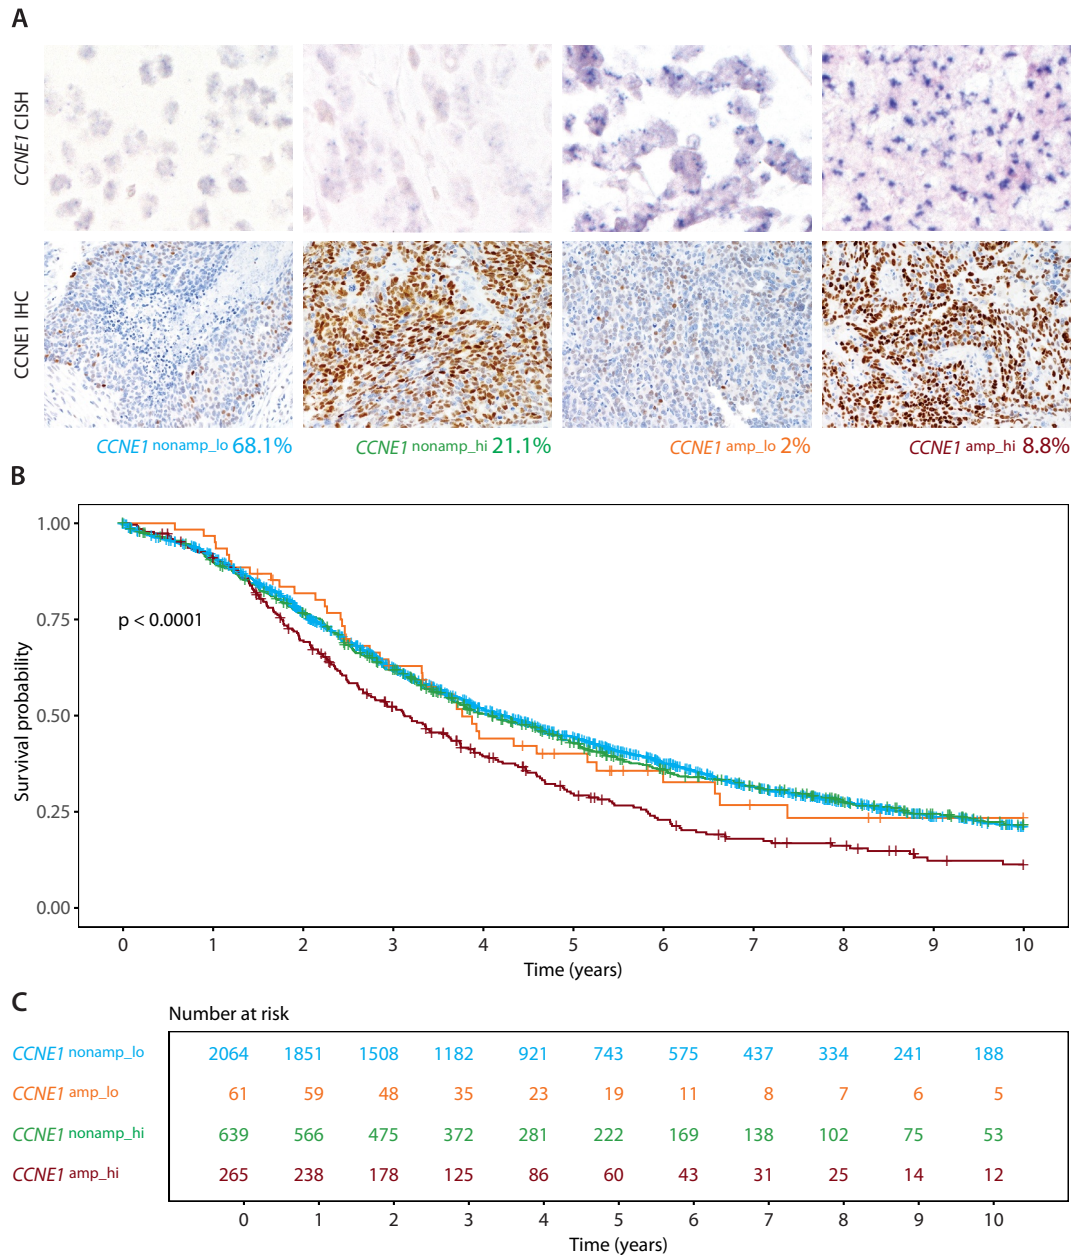 A
CCNE1 CISH
CCNE1 IHC
CCNE1 nonamp_lo 68.1%
CCNE1 nonamp_hi 21.1%
CCNE1 amp_lo 2%
CCNE1 amp_hi 8.8%
B
Survival probability
1.00
0.75
0.50
0.25
0.00
p < 0.0001
0 1 2 3 4 5 6 7 8 9 10
Time (years)
C
Number at risk
CCNE1 nonamp_lo 2064 1851 1508 1182 921 743 575 437 334 241 188
CCNE1 amp_lo 61 59 48 35 23 19 11 8 7 6 5
CCNE1 nonamp_hi 639 566 475 372 281 222 169 138 102 75 53
CCNE1 amp_hi 265 238 178 125 86 60 43 31 25 14 12
0 1 2 3 4 5 6 7 8 9 10
Time (years)